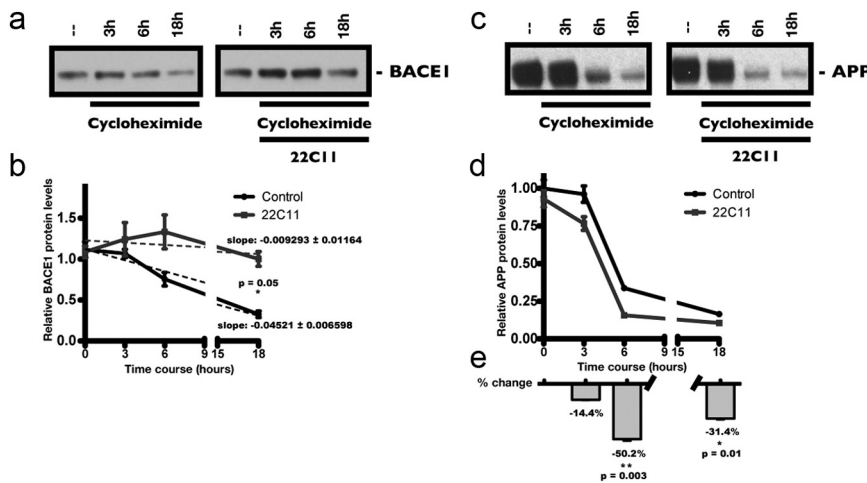 a
-- 3h 6h 18h -- 3h 6h 18h
- BACE1
Cycloheximide Cycloheximide
22C11
b
Relative BACE1 protein levels
1.5
1.0
0.5
0.0
Control
22C11
slope: -0.009293 ± 0.01164
p = 0.05
*
slope: -0.04521 ± 0.006598
0 3 6 9 15 18
Time course (hours)
c
-- 3h 6h 18h -- 3h 6h 18h
- APP
Cycloheximide Cycloheximide
22C11
d
Relative APP protein levels
1.00
0.75
0.50
0.25
0.00
Control
22C11
0 3 6 9 15 18
Time course (hours)
e
% change
-14.4%
-50.2%
**
p = 0.003
-31.4%
*
p = 0.01